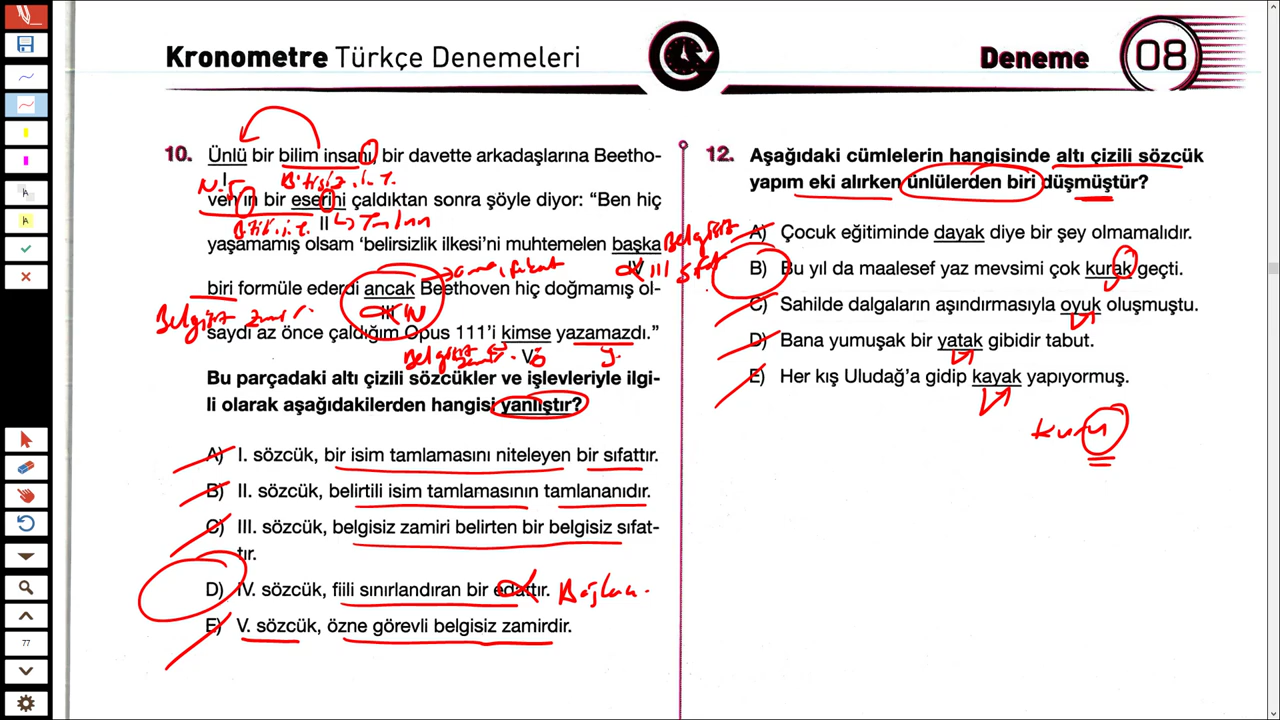 Kronometre Türkçe Denemeleri
Deneme 08
10. Ünlü bir bilim insanı, bir davette arkadaşlarına Beetho-
I
ven'in bir eserini çaldıktan sonra şöyle diyor: "Ben hiç
II
yaşamamış olsam 'belirsizlik ilkesi'ni muhtemelen başka
biri formüle ederdi ancak Beethoven hiç doğmamış ol-
saydı az önce çaldığım Opus 111'i kimse yazamazdı."
Bu parçadaki altı çizili sözcükler ve işlevleriyle ilgi-
li olarak aşağıdakilerden hangisi yanlıştır?
A) I. sözcük, bir isim tamlamasını niteleyen bir sıfattır.
B) II. sözcük, belirtili isim tamlamasının tamlananıdır.
C) III. sözcük, belgisiz zamiri belirten bir belgisiz sıfat-
tır.
D) IV. sözcük, fiili sınırlandıran bir edattır. Bağlaç
E) V. sözcük, özne görevli belgisiz zamirdir.
12. Aşağıdaki cümlelerin hangisinde altı çizili sözcük
yapım eki alırken ünlülerden biri düşmüştür?
A) Çocuk eğitiminde dayak diye bir şey olmamalıdır.
B) Bu yıl da maalesef yaz mevsimi çok kurak geçti.
C) Sahilde dalgaların aşındırmasıyla oyuk oluşmuştu.
D) Bana yumuşak bir yatak gibidir tabut.
E) Her kış Uludağ'a gidip kayak yapıyormuş.
kuru
77